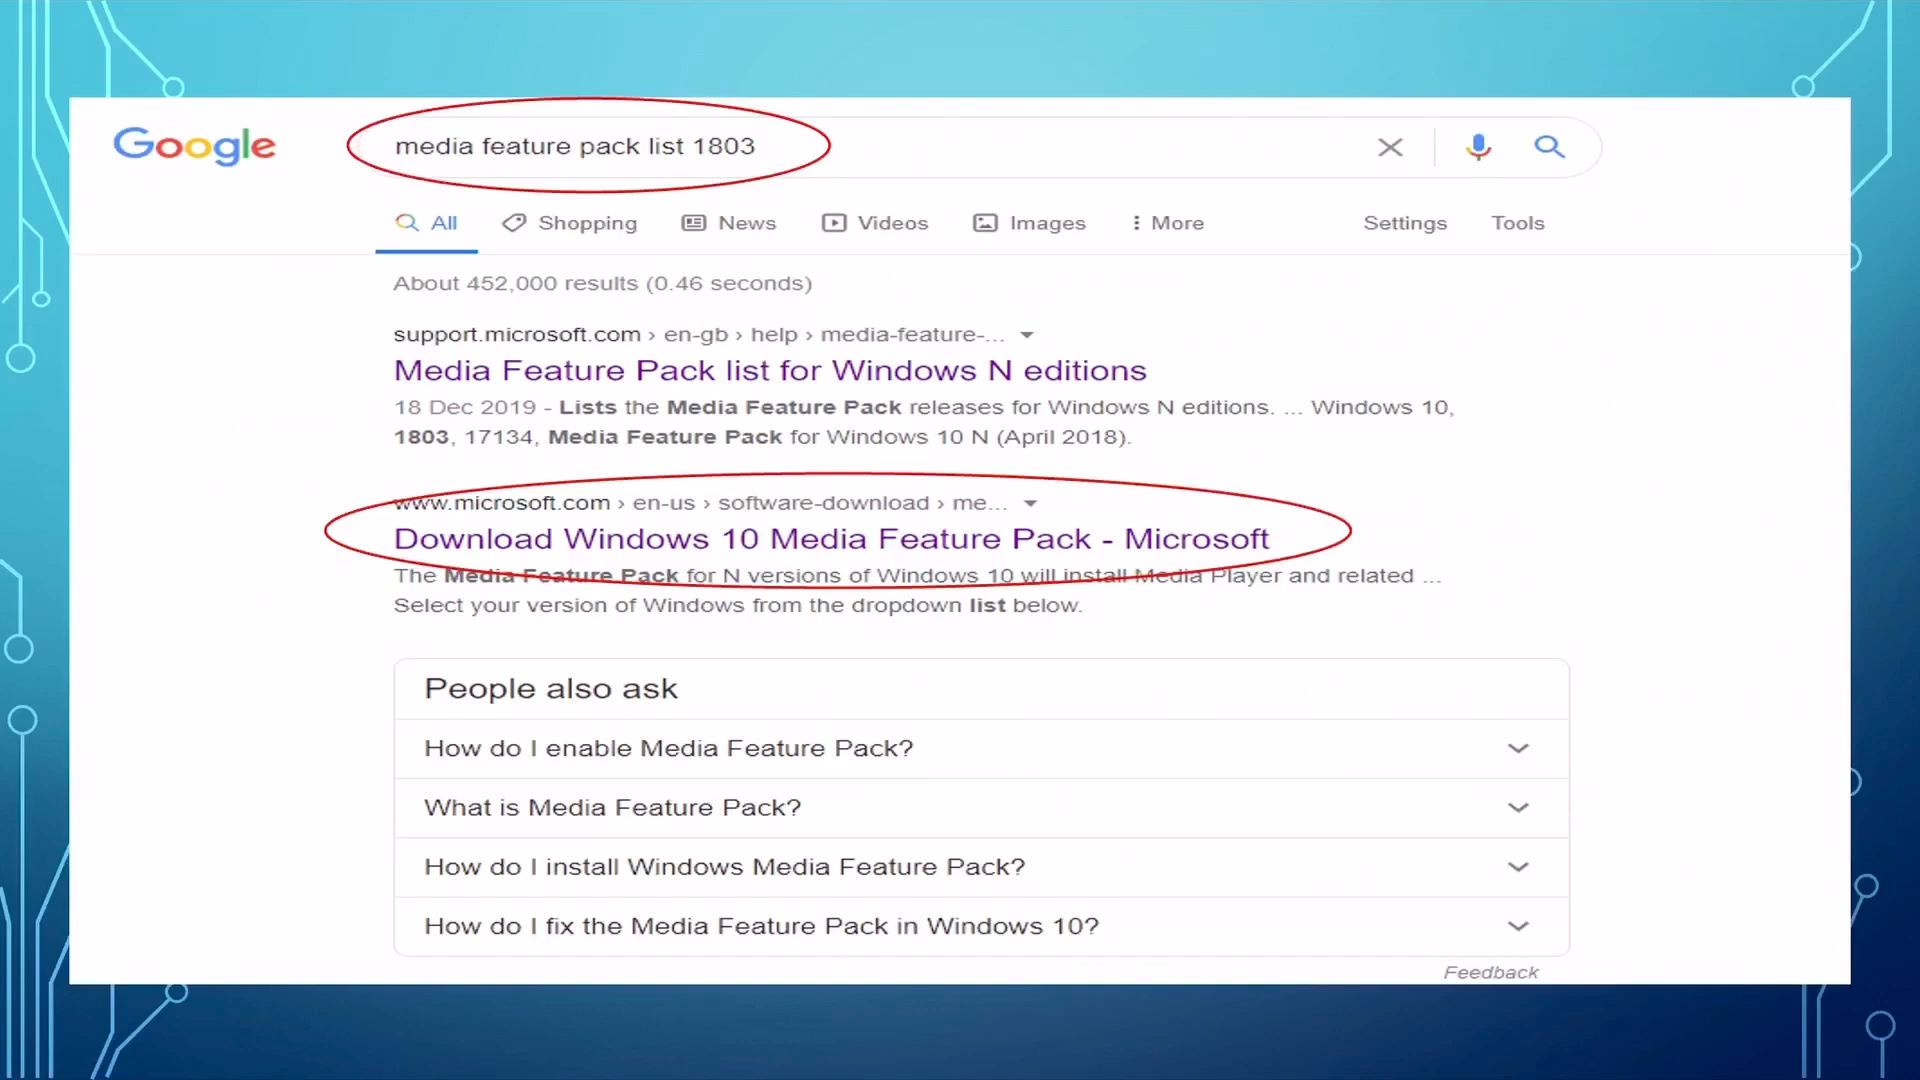 Google
media feature pack list 1803
All Shopping News Videos Images More Settings Tools
About 452,000 results (0.46 seconds)
support.microsoft.com › en-gb › help › media-feature-...
Media Feature Pack list for Windows N editions
18 Dec 2019 - Lists the Media Feature Pack releases for Windows N editions. ... Windows 10,
1803, 17134, Media Feature Pack for Windows 10 N (April 2018).
www.microsoft.com › en-us › software-download › me...
Download Windows 10 Media Feature Pack - Microsoft
The Media Feature Pack for N versions of Windows 10 will install Media Player and related ...
Select your version of Windows from the dropdown list below.
People also ask
How do I enable Media Feature Pack?
What is Media Feature Pack?
How do I install Windows Media Feature Pack?
How do I fix the Media Feature Pack in Windows 10?
Feedback